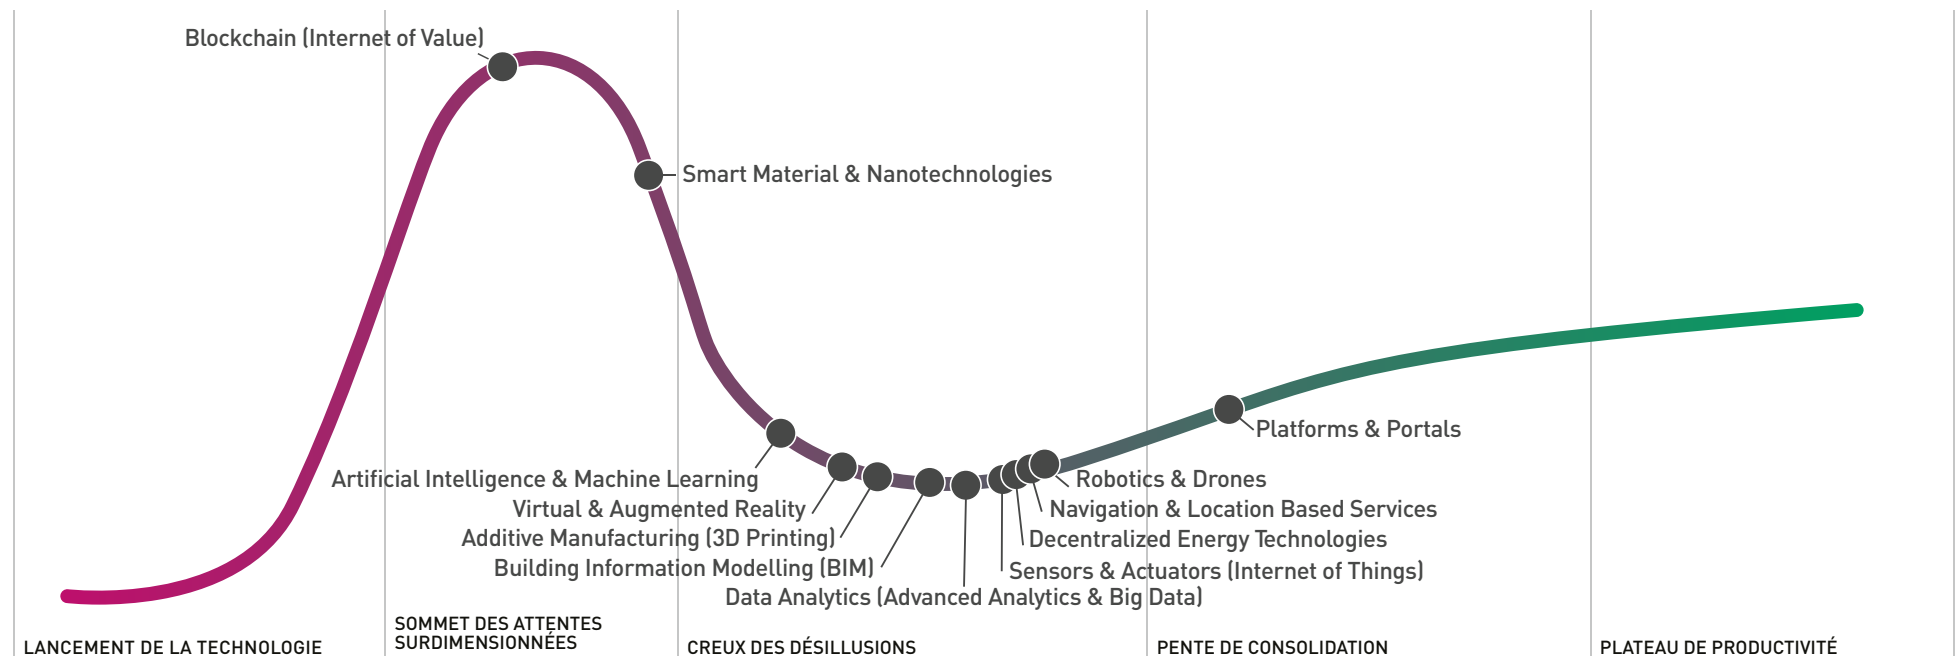 Blockchain (Internet of Value)
Smart Material & Nanotechnologies
Platforms & Portals
Artificial Intelligence & Machine Learning
Robotics & Drones
Virtual & Augmented Reality
Navigation & Location Based Services
Additive Manufacturing (3D Printing)
Decentralized Energy Technologies
Building Information Modelling (BIM)
Sensors & Actuators (Internet of Things)
Data Analytics (Advanced Analytics & Big Data)
LANCEMENT DE LA TECHNOLOGIE
SOMMET DES ATTENTES
SURDIMENSIONNÉES
CREUX DES DÉSILLUSIONS
PENTE DE CONSOLIDATION
PLATEAU DE PRODUCTIVITÉ